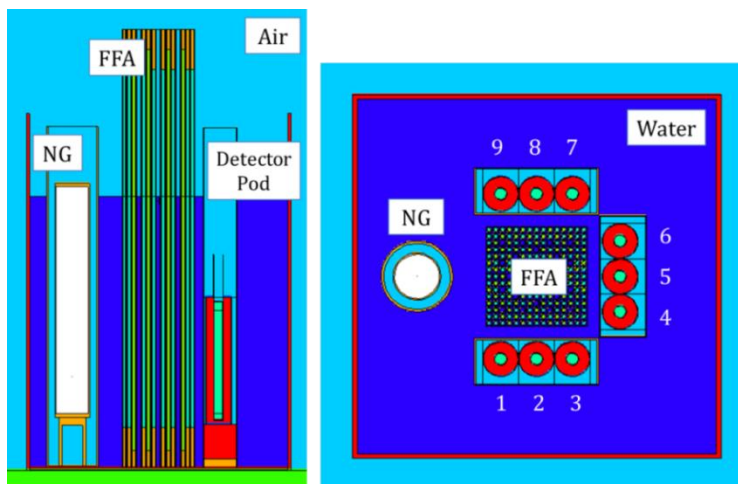 Air
FFA
NG
Detector
Pod
Water
9 8 7
NG
6
FFA
5
4
1 2 3